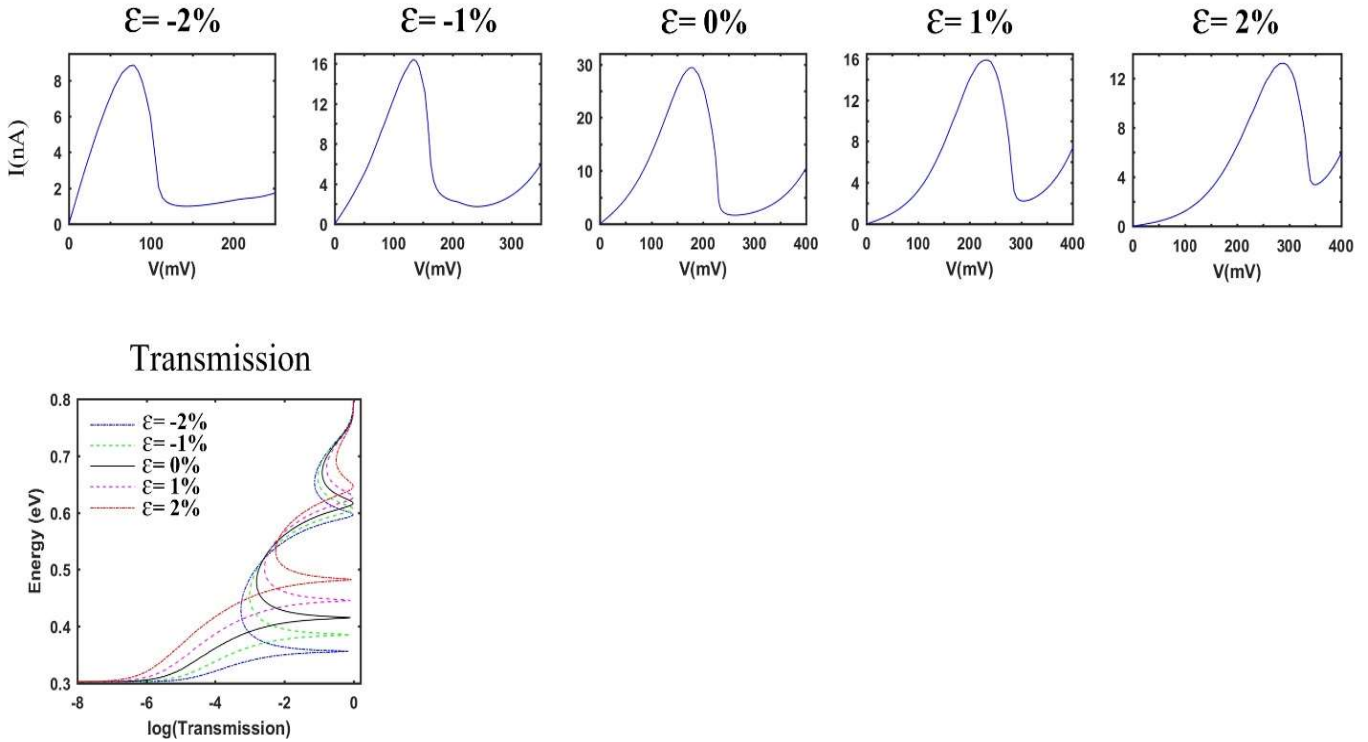 Ɛ= -2% Ɛ= -1% Ɛ= 0% Ɛ= 1% Ɛ= 2%
I(nA)
8
6
4
2
0
0 100 200
V(mV)
16
12
8
4
0
0 100 200 300
V(mV)
30
20
10
0
0 100 200 300 400
V(mV)
16
12
8
4
0
0 100 200 300 400
V(mV)
12
8
4
0
0 100 200 300 400
V(mV)
Transmission
Energy (eV)
0.8
0.7
0.6
0.5
0.4
0.3
Ɛ= -2%
Ɛ= -1%
Ɛ= 0%
Ɛ= 1%
Ɛ= 2%
-8 -6 -4 -2 0
log(Transmission)